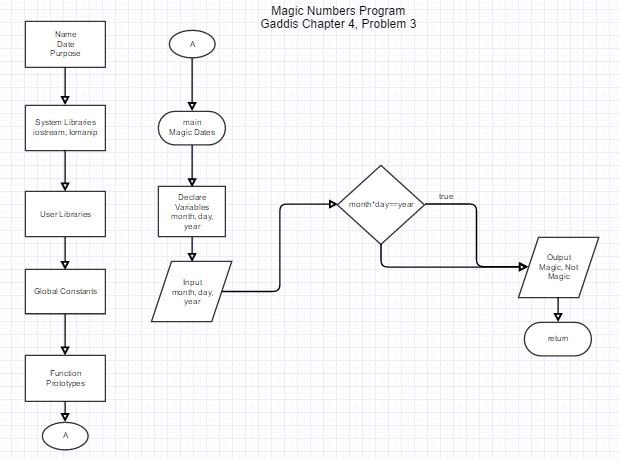 Magic Numbers Program
Gaddis Chapter 4, Problem 3
Name
Date
Purpose
System Libraries
iostream, Iomanip
User Libraries
Global Constants
Function
Prototypes
A
A
main
Magic Dates
Declare
Variables
month, day,
year
Input
month, day,
year
month*day==year
true
Output
Magic, Not
Magic
return